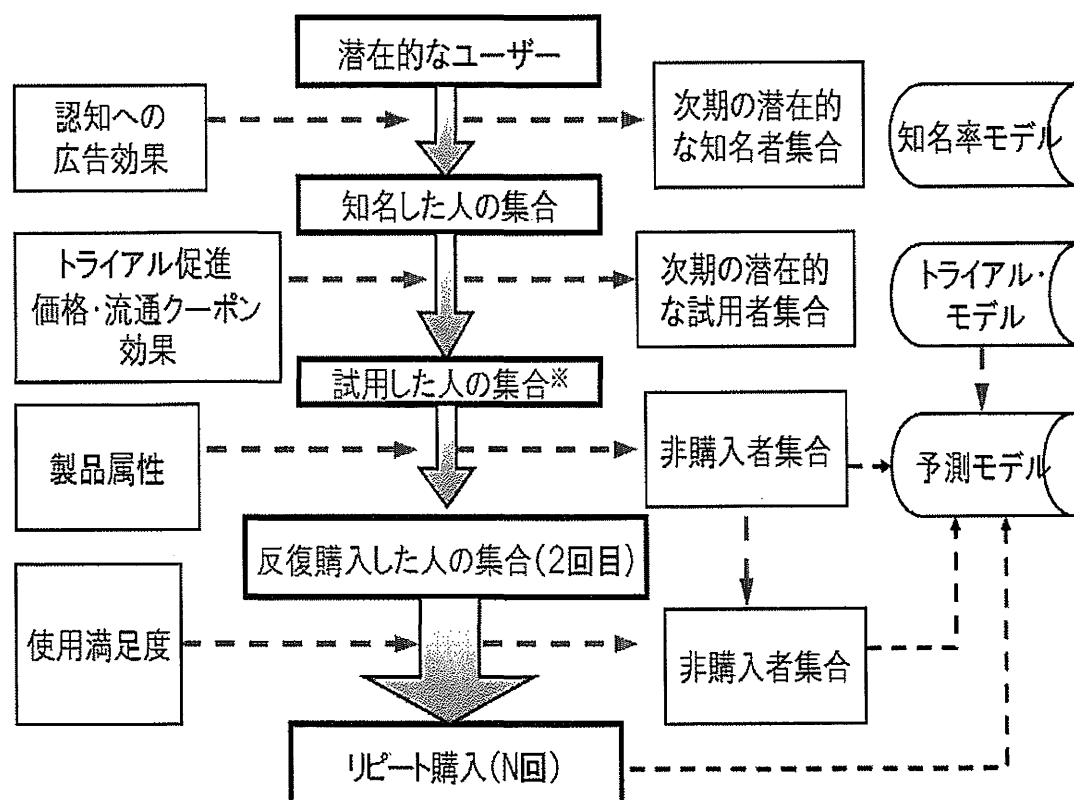 潜在的なユーザー
認知への
広告効果
次期の潜在的
な知名者集合
知名率モデル
知名した人の集合
トライアル促進
価格・流通クーポン
効果
次期の潜在的
な試用者集合
トライアル・
モデル
試用した人の集合※
製品属性
非購入者集合
予測モデル
反復購入した人の集合(2回目)
使用満足度
非購入者集合
リピート購入(N回)